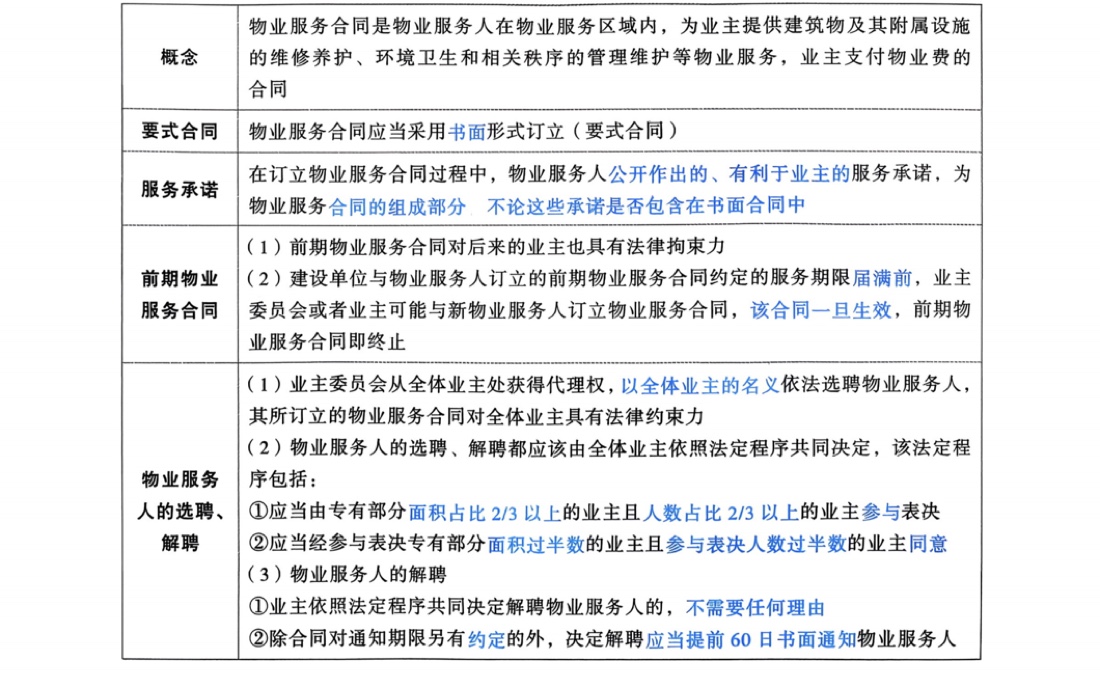 概念
物业服务合同是物业服务人在物业服务区域内，为业主提供建筑物及其附属设施
的维修养护、环境卫生和相关秩序的管理维护等物业服务，业主支付物业费的
合同
要式合同
物业服务合同应当采用书面形式订立（要式合同）
服务承诺
在订立物业服务合同过程中，物业服务人公开作出的、有利于业主的服务承诺，为
物业服务合同的组成部分 不论这些承诺是否包含在书面合同中
前期物业
服务合同
（1）前期物业服务合同对后来的业主也具有法律拘束力
（2）建设单位与物业服务人订立的前期物业服务合同约定的服务期限届满前，业主
委员会或者业主可能与新物业服务人订立物业服务合同，该合同一旦生效，前期物
业服务合同即终止
物业服务
人的选聘、
解聘
（1）业主委员会从全体业主处获得代理权，以全体业主的名义依法选聘物业服务人，
其所订立的物业服务合同对全体业主具有法律约束力
（2）物业服务人的选聘、解聘都应该由全体业主依照法定程序共同决定，该法定程
序包括：
①应当由专有部分面积占比 2/3 以上的业主且人数占比 2/3 以上的业主参与表决
②应当经参与表决专有部分面积过半数的业主且参与表决人数过半数的业主同意
（3）物业服务人的解聘
①业主依照法定程序共同决定解聘物业服务人的，不需要任何理由
②除合同对通知期限另有约定的外，决定解聘应当提前 60 日书面通知物业服务人